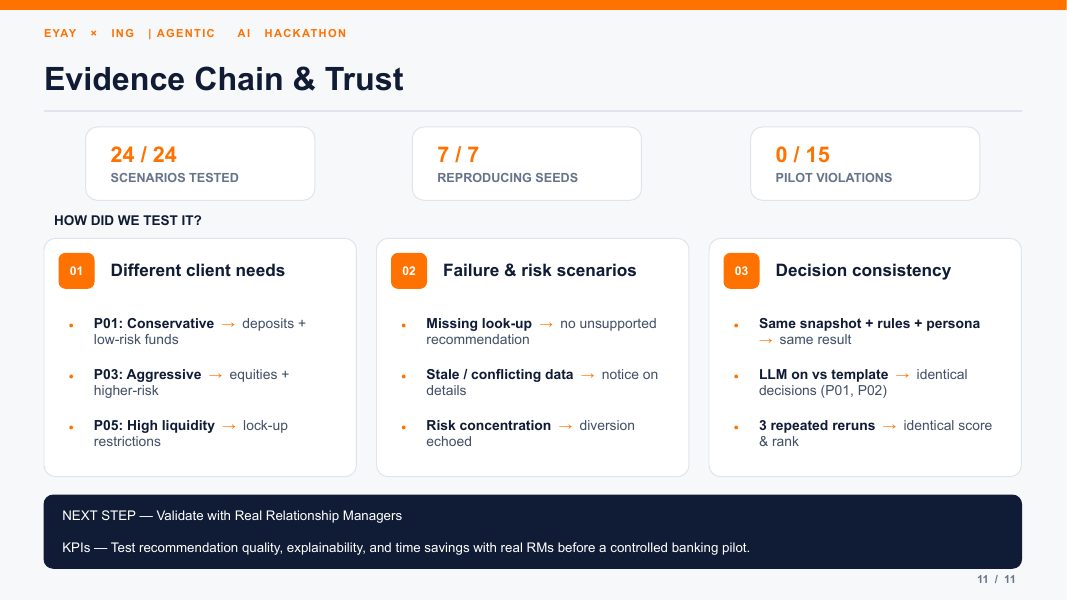 EYAY × ING | AGENTIC AI HACKATHON
Evidence Chain & Trust
24 / 24
SCENARIOS TESTED
7 / 7
REPRODUCING SEEDS
0 / 15
PILOT VIOLATIONS
HOW DID WE TEST IT?
01
Different client needs
• P01: Conservative → deposits +
low-risk funds
• P03: Aggressive → equities +
higher-risk
• P05: High liquidity → lock-up
restrictions
02
Failure & risk scenarios
• Missing look-up → no unsupported
recommendation
• Stale / conflicting data → notice on
details
• Risk concentration → diversion
echoed
03
Decision consistency
• Same snapshot + rules + persona
→ same result
• LLM on vs template → identical
decisions (P01, P02)
• 3 repeated reruns → identical score
& rank
NEXT STEP — Validate with Real Relationship Managers
KPIs — Test recommendation quality, explainability, and time savings with real RMs before a controlled banking pilot.
11 / 11